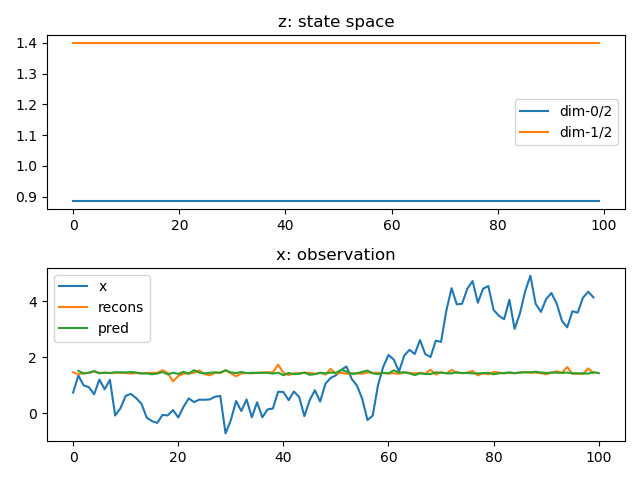 z: state space
1.4
1.3
1.2
1.1
1.0
0.9
dim-0/2
dim-1/2
0 20 40 60 80 100
x: observation
4
2
0
x
recons
pred
0 20 40 60 80 100